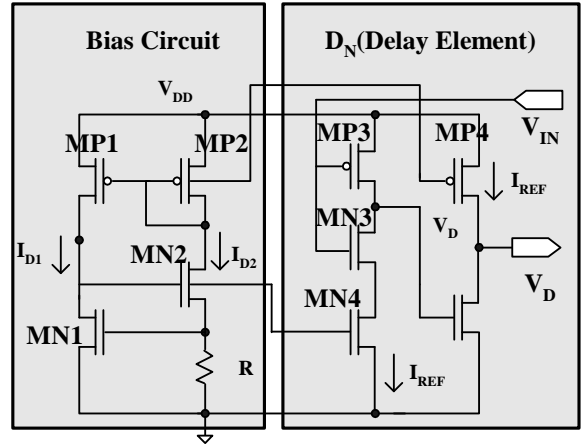 Bias Circuit
D_N(Delay Element)
V_DD
MP1
MP2
MP3
MP4
V_IN
I_REF
MN3
V_D
I_D1
MN2
I_D2
V_D
MN4
MN1
R
I_REF